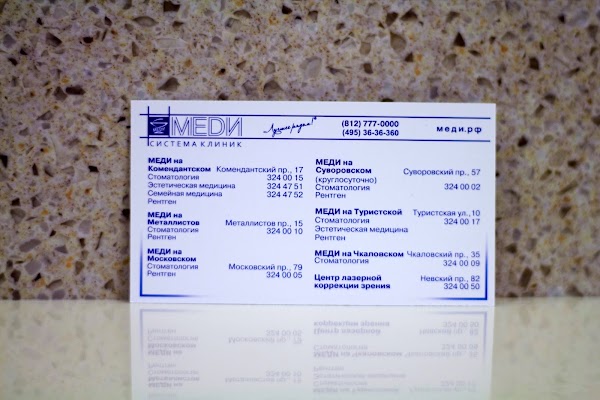 МЕДИ
СИСТЕМА КЛИНИК
(812) 777-0000
(495) 36-36-360
меди.рф
МЕДИ на
Комендантском Комендантский пр., 17
Стоматология 324 00 15
Эстетическая медицина 324 47 51
Семейная медицина 324 47 52
Рентген
МЕДИ на
Металлистов Металлистов пр., 15
Стоматология 324 00 10
Рентген
МЕДИ на
Московском
Стоматология Московский пр., 79
Рентген 324 00 05
МЕДИ на
Суворовском Суворовский пр., 57
(круглосуточно)
Стоматология 324 00 02
Рентген
МЕДИ на Туристской Туристская ул.,10
Стоматология 324 00 17
Эстетическая медицина
Рентген
МЕДИ на Чкаловском Чкаловский пр., 35
Стоматология 324 00 09
Центр лазерной Невский пр., 82
коррекции зрения 324 00 50